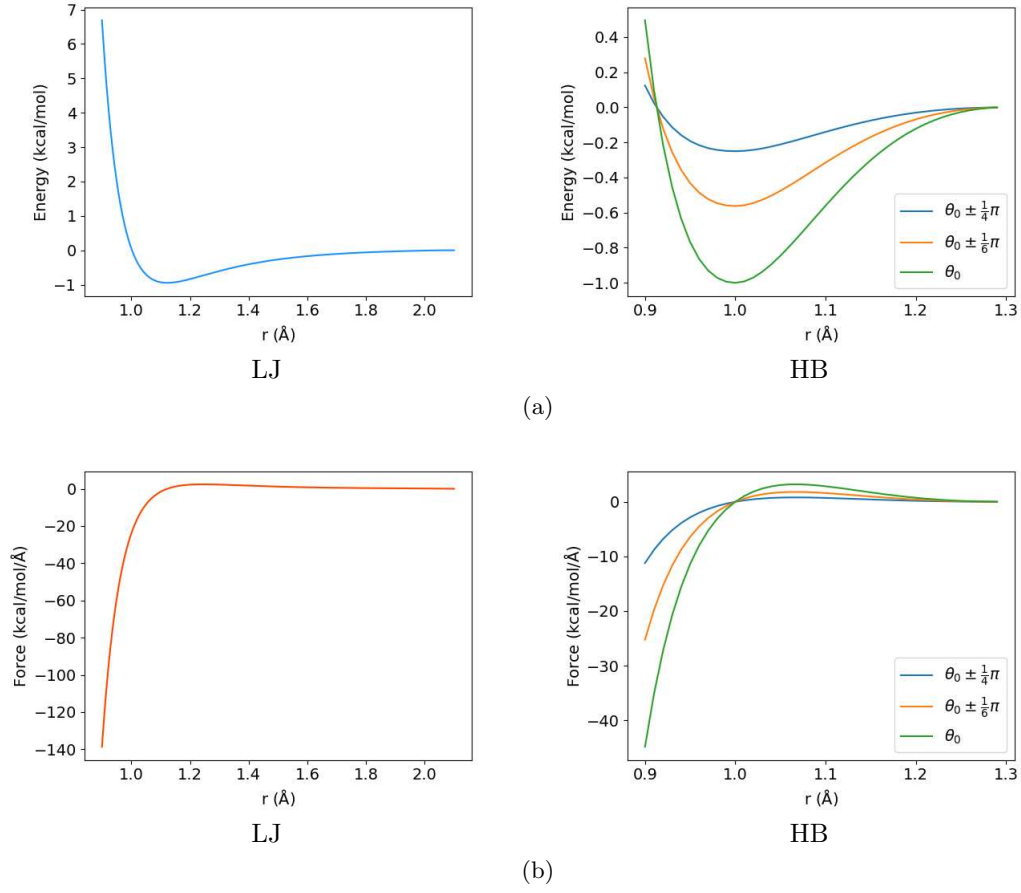 7
6
5
4
3
2
1
0
−1
Energy (kcal/mol)
1.0 1.2 1.4 1.6 1.8 2.0
r (Å)
LJ
0.4
0.2
0.0
−0.2
−0.4
−0.6
−0.8
−1.0
Energy (kcal/mol)
θ₀ ± 1/4 π
θ₀ ± 1/6 π
θ₀
0.9 1.0 1.1 1.2 1.3
r (Å)
HB
(a)
0
−20
−40
−60
−80
−100
−120
−140
Force (kcal/mol/Å)
1.0 1.2 1.4 1.6 1.8 2.0
r (Å)
LJ
0
−10
−20
−30
−40
Force (kcal/mol/Å)
θ₀ ± 1/4 π
θ₀ ± 1/6 π
θ₀
0.9 1.0 1.1 1.2 1.3
r (Å)
HB
(b)